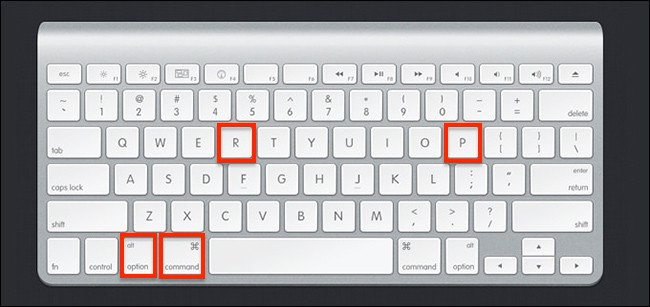 esc F1 F2 F3 F4 F5 F6 F7 F8 F9 F10 F11 F12
~ ! @ # $ % ^ & * ( ) _ +
` 1 2 3 4 5 6 7 8 9 0 - = delete
tab Q W E R T Y U I O P { [ } ] | \
caps lock A S D F G H J K L : ; " ' enter return
shift Z X C V B N M < , > . ? / shift
alt ⌘ ⌘ alt
fn control option command command option